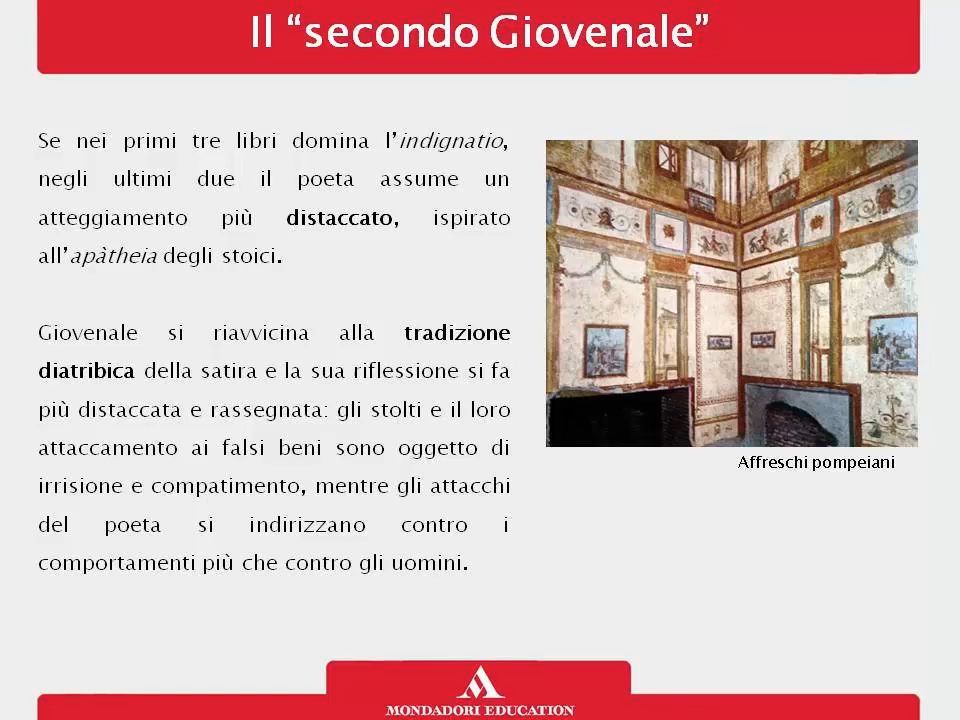 Il “secondo Giovenale”
Se nei primi tre libri domina l’indignatio,
negli ultimi due il poeta assume un
atteggiamento più distaccato, ispirato
all’apàtheia degli stoici.
Giovenale si riavvicina alla tradizione
diatribica della satira e la sua riflessione si fa
più distaccata e rassegnata: gli stolti e il loro
attaccamento ai falsi beni sono oggetto di
irrisione e compatimento, mentre gli attacchi
del poeta si indirizzano contro i
comportamenti più che contro gli uomini.
Affreschi pompeiani
MONDADORI EDUCATION